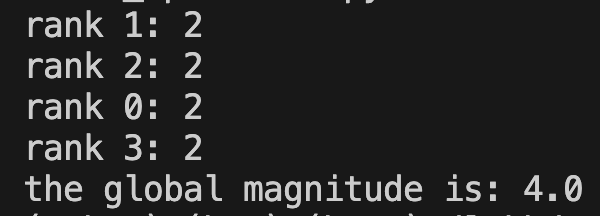 rank 1: 2
rank 2: 2
rank 0: 2
rank 3: 2
the global magnitude is: 4.0